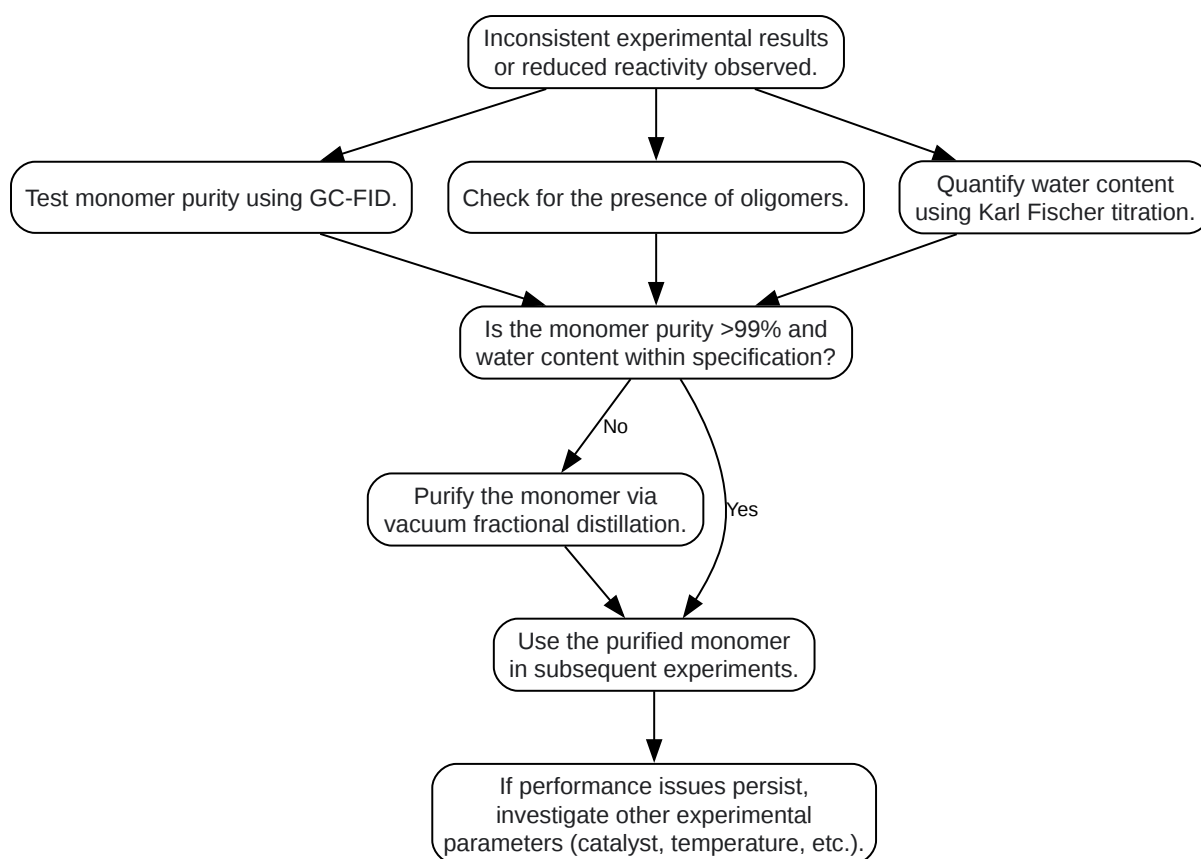 Inconsistent experimental results
or reduced reactivity observed.
Test monomer purity using GC-FID.
Check for the presence of oligomers.
Quantify water content
using Karl Fischer titration.
Is the monomer purity >99% and
water content within specification?
No
Purify the monomer via
vacuum fractional distillation.
Yes
Use the purified monomer
in subsequent experiments.
If performance issues persist,
investigate other experimental
parameters (catalyst, temperature, etc.).